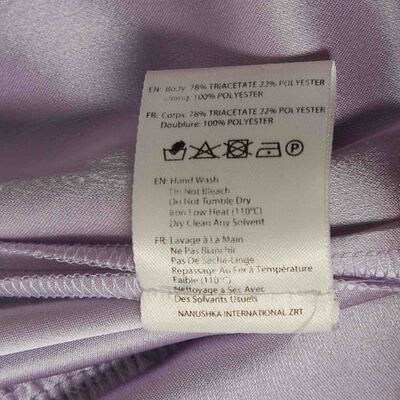 EN: Body: 78% TRIACETATE 22% POLYESTER
Lining: 100% POLYESTER
FR: Corps: 78% TRIACETATE 22% POLYESTER
Doublure: 100% POLYESTER
P
EN: Hand Wash
Do Not Bleach
Do Not Tumble Dry
Iron Low Heat (110°C)
Dry Clean Any Solvent
FR: Lavage à La Main
Ne Pas Blanchir
Pas De Sèche-Linge
Repassage Au Fer à Température
Faible (110°C)
Nettoyage à Sec Avec
Des Solvants Usuels
NANUSHKA INTERNATIONAL ZRT.